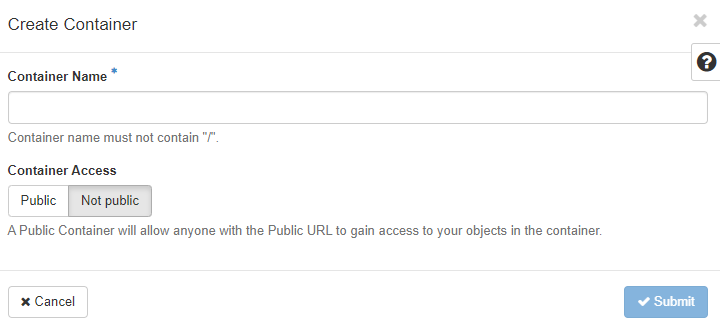 Create Container
Container Name *
Container name must not contain "/".
Container Access
Public Not public
A Public Container will allow anyone with the Public URL to gain access to your objects in the container.
Cancel Submit